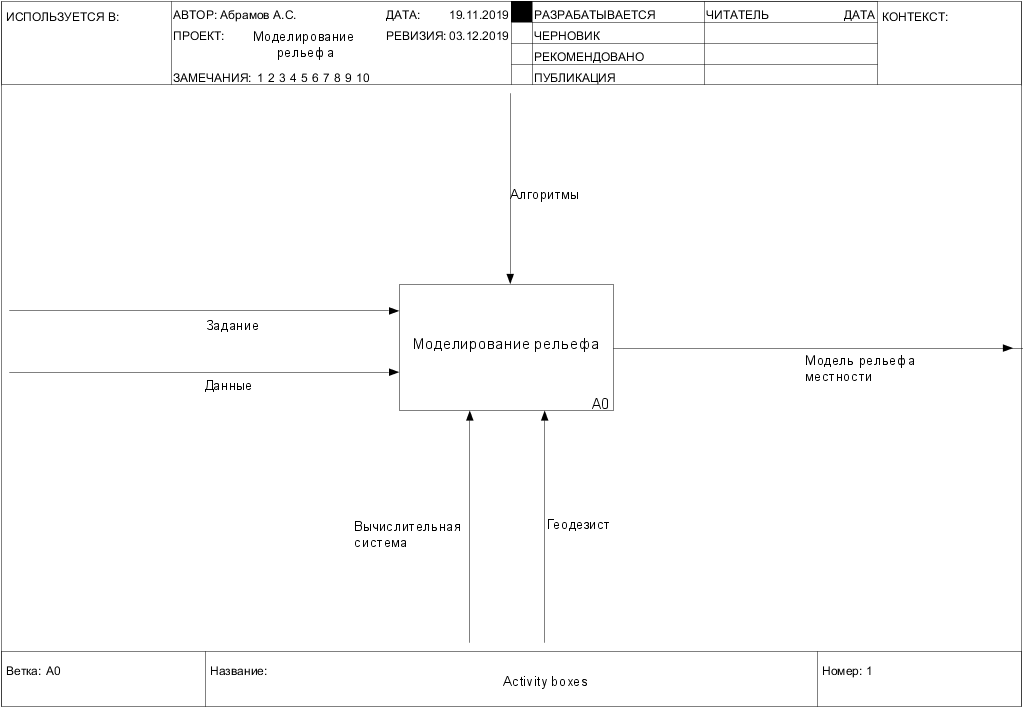 ИСПОЛЬЗУЕТСЯ В:
АВТОР: Абрамов А.С.
ДАТА: 19.11.2019
ПРОЕКТ: Моделирование
рельефа
РЕВИЗИЯ: 03.12.2019
ЗАМЕЧАНИЯ: 1 2 3 4 5 6 7 8 9 10
РАЗРАБАТЫВАЕТСЯ
ЧЕРНОВИК
РЕКОМЕНДОВАНО
ПУБЛИКАЦИЯ
ЧИТАТЕЛЬ ДАТА
КОНТЕКСТ:
Алгоритмы
Задание
Данные
Моделирование рельефа
A0
Модель рельефа
местности
Вычислительная
система
Геодезист
Ветка: A0
Название:
Activity boxes
Номер: 1